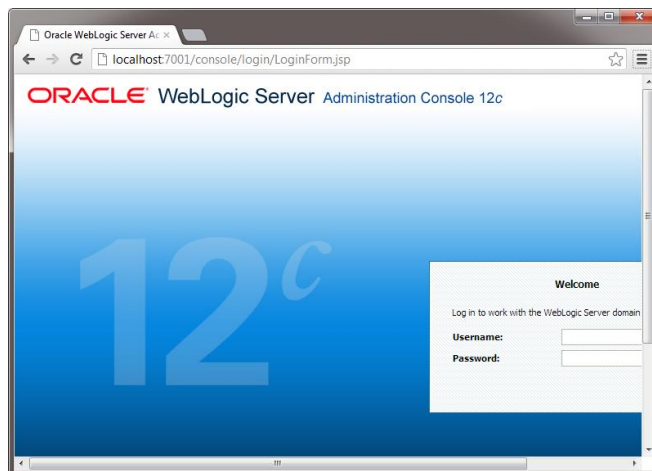 Oracle WebLogic Server Ad
localhost:7001/console/login/LoginForm.jsp
ORACLE WebLogic Server Administration Console 12c
12c
Welcome
Log in to work with the WebLogic Server domain
Username:
Password: